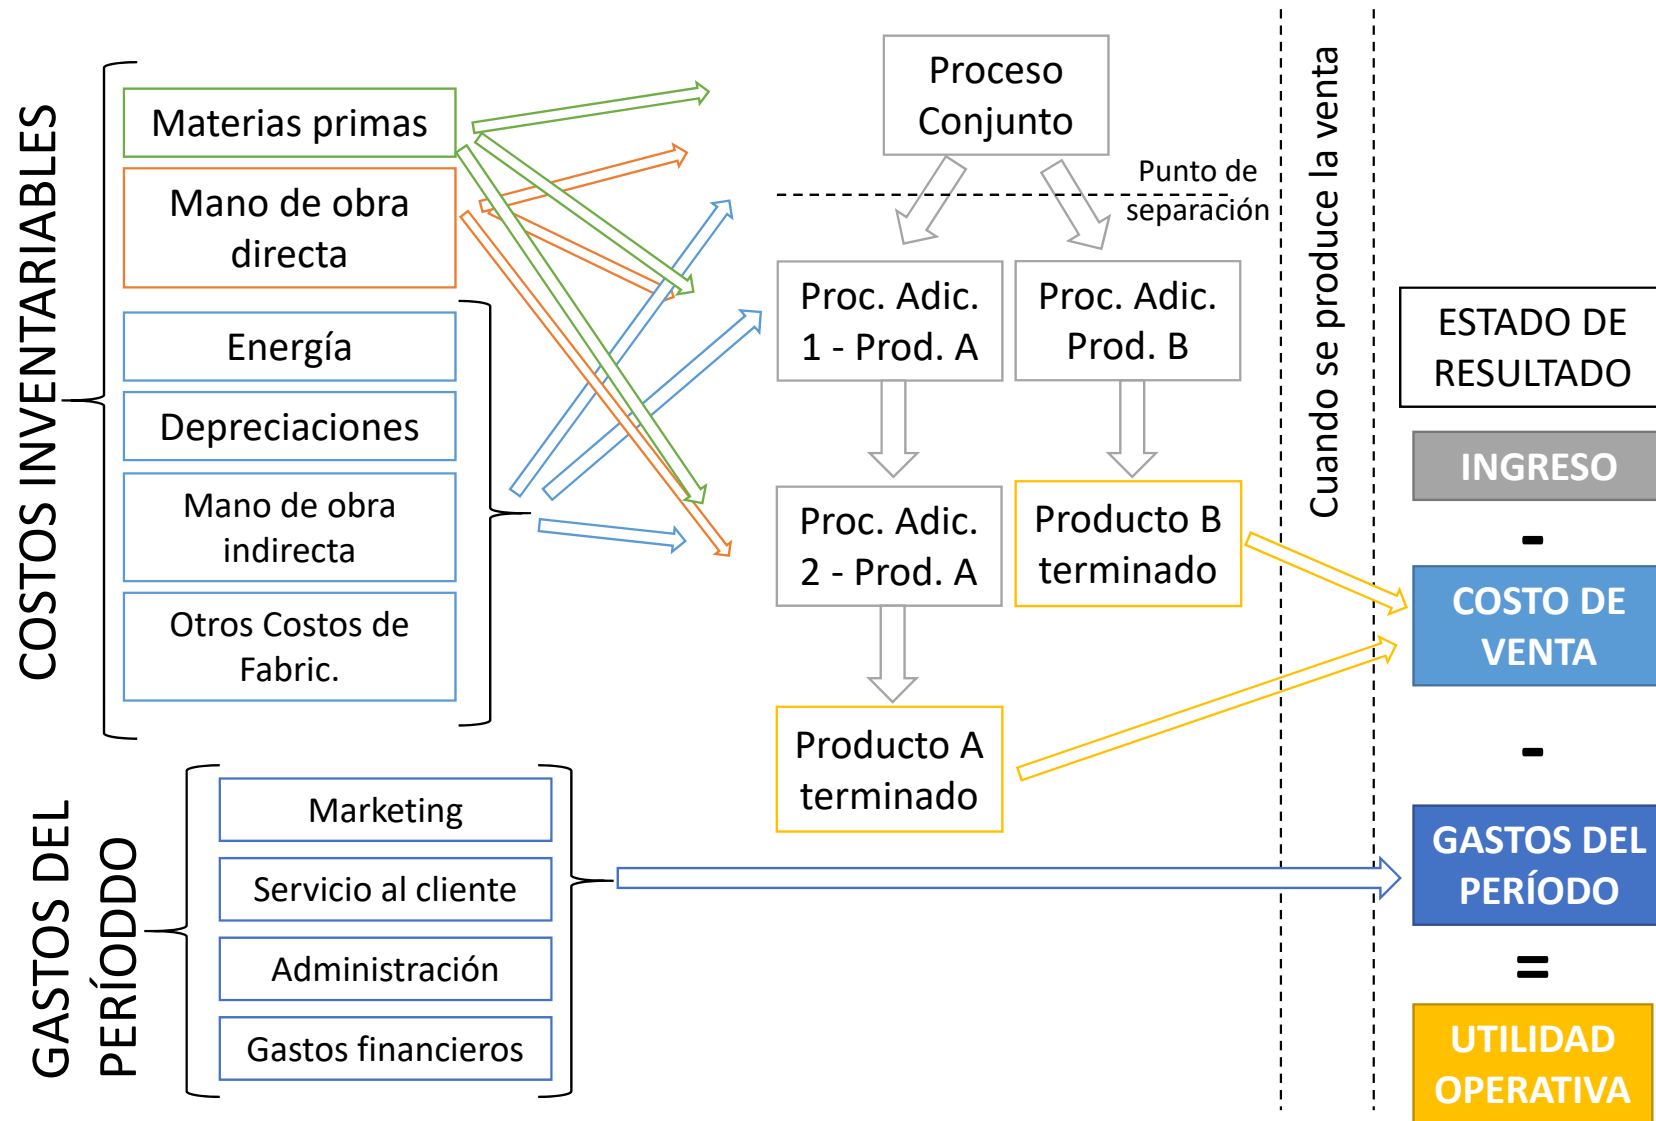 COSTOS INVENTARIABLES
Materias primas
Mano de obra
directa
Energía
Depreciaciones
Mano de obra
indirecta
Otros Costos de
Fabric.
GASTOS DEL
PERÍODDO
Marketing
Servicio al cliente
Administración
Gastos financieros
Proceso
Conjunto
Punto de
separación
Proc. Adic.
1 - Prod. A
Proc. Adic.
Prod. B
Proc. Adic.
2 - Prod. A
Producto B
terminado
Producto A
terminado
Cuando se produce la venta
ESTADO DE
RESULTADO
INGRESO
-
COSTO DE
VENTA
-
GASTOS DEL
PERÍODO
=
UTILIDAD
OPERATIVA